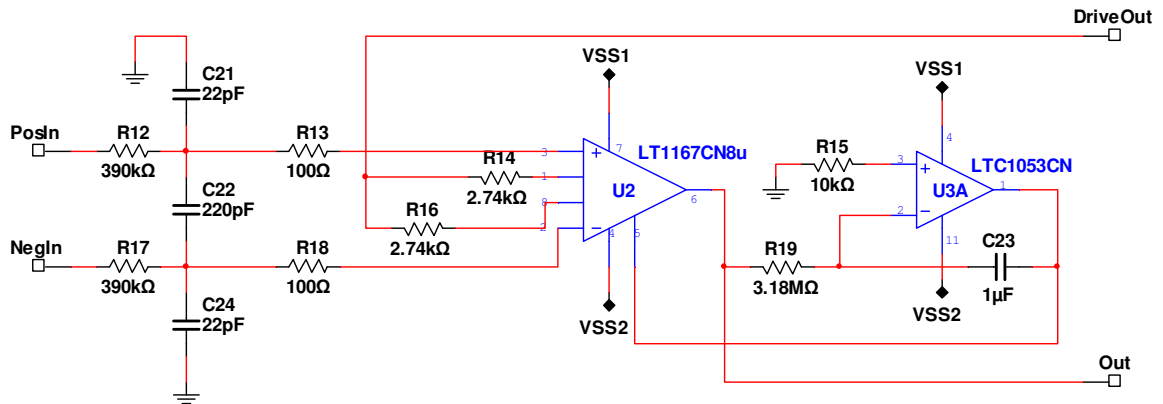 DriveOut
VSS1
C21
22pF
VSS1
PosIn
R12
390kΩ
R13
100Ω
3
7
LT1167CN8u
R14
2.74kΩ
1
U2
6
R15
10kΩ
3
4
LTC1053CN
U3A
1
C22
220pF
8
R16
2.74kΩ
2
4
5
2
11
NegIn
R17
390kΩ
R18
100Ω
R19
3.18MΩ
C23
1µF
C24
22pF
VSS2
VSS2
Out